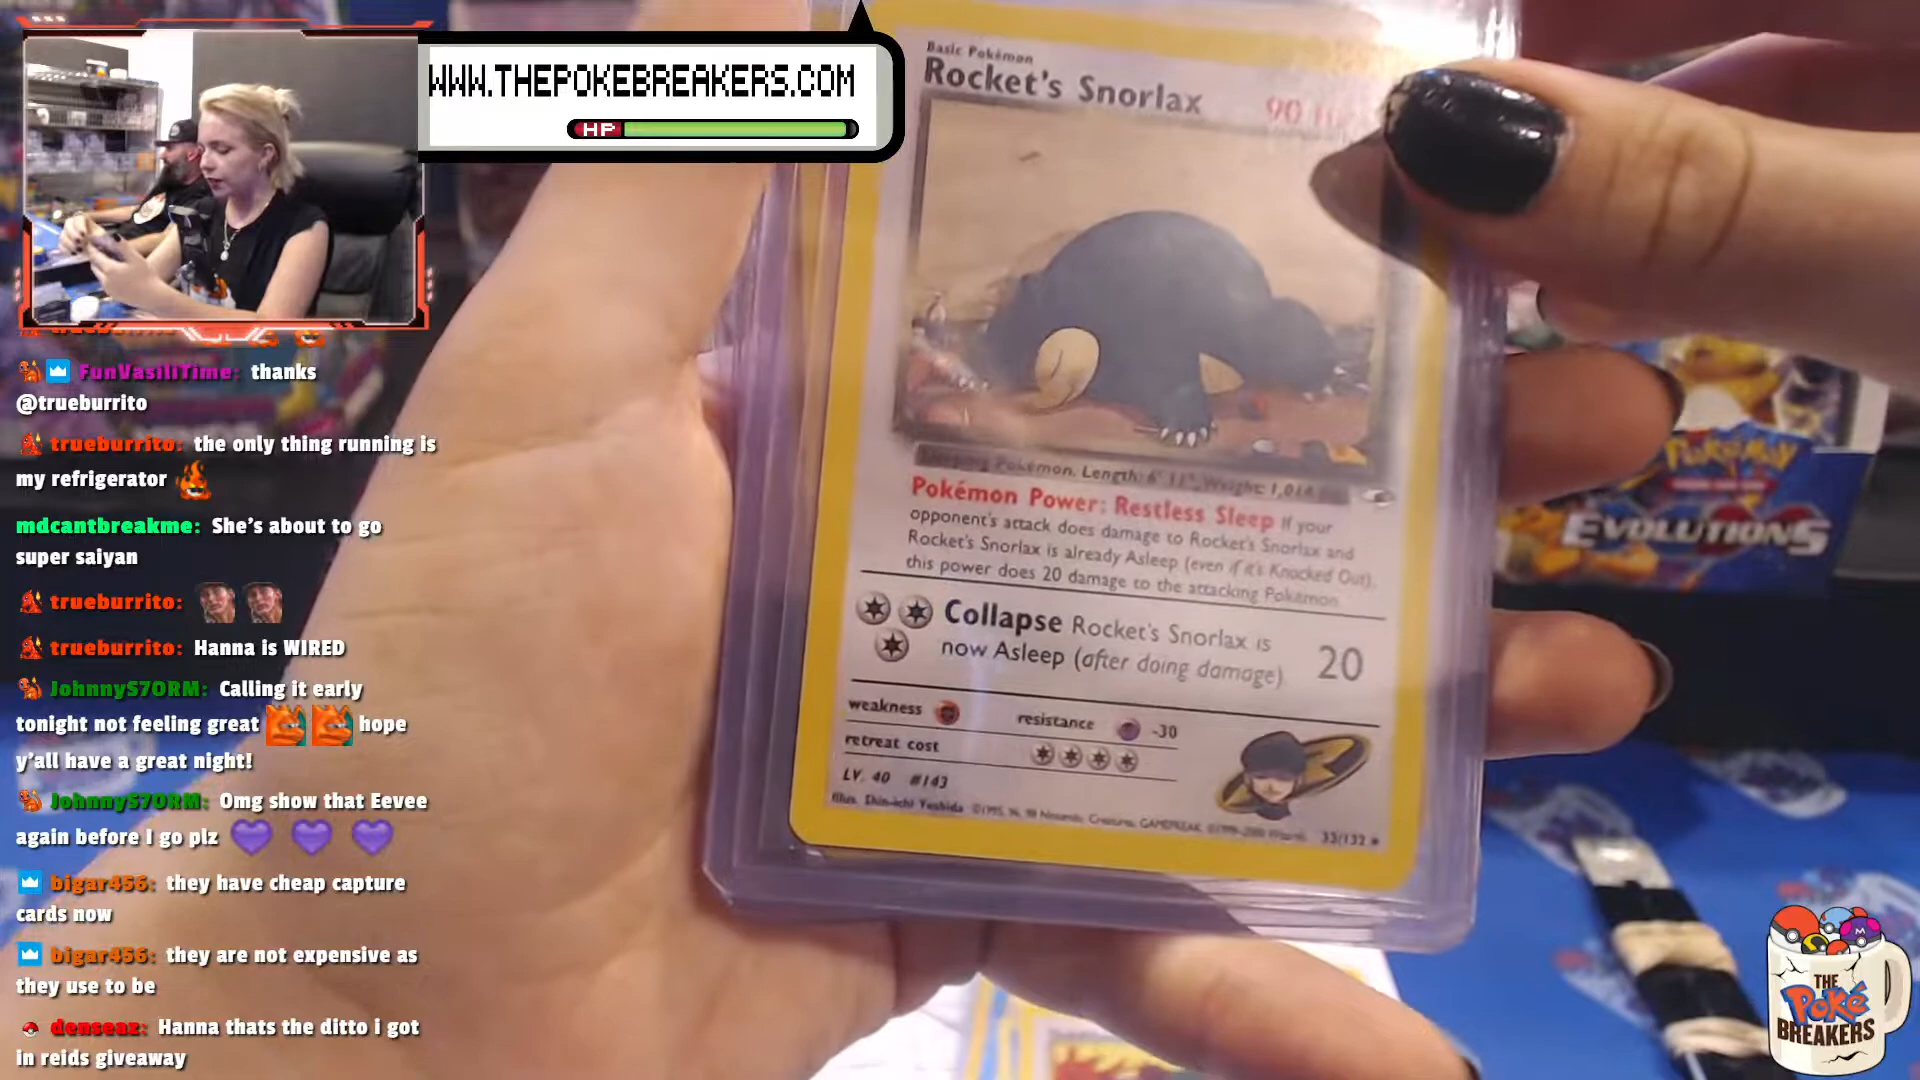 WWW.THEPOKEBREAKERS.COM
HP
FunVasiliTime: thanks
@trueburrito
trueburrito: the only thing running is
my refrigerator
mdcantbreakme: She's about to go
super saiyan
trueburrito:
trueburrito: Hanna is WIRED
JohnnyS7ORM: Calling it early
tonight not feeling great hope
y'all have a great night!
JohnnyS7ORM: Omg show that Eevee
again before I go plz
bigar456: they have cheap capture
cards now
bigar456: they are not expensive as
they use to be
denseaz: Hanna thats the ditto i got
in reids giveaway
Basic Pokémon
Rocket's Snorlax 90
Pokémon. Length: 6' 11", Weight: 1,014
Pokémon Power: Restless Sleep If your
opponent's attack does damage to Rocket's Snorlax and
Rocket's Snorlax is already Asleep (even if it's Knocked Out),
this power does 20 damage to the attacking Pokémon
Collapse Rocket's Snorlax is
now Asleep (after doing damage) 20
weakness resistance -30
retreat cost
LV. 40 #143
Illus. Shin-ichi Yoshida ©1995, 96, 98 Nintendo, Creatures, GAMEFREAK. ©1999-2000 Wizards. 33/132
POKÉMON
EVOLUTIONS
THE
Poké
BREAKERS